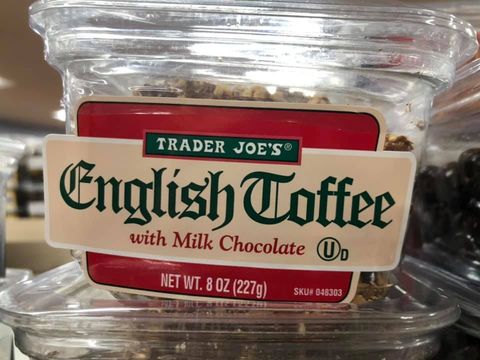 TRADER JOE'S®
English Toffee
with Milk Chocolate U D
NET WT. 8 OZ (227g)
SKU# 048303